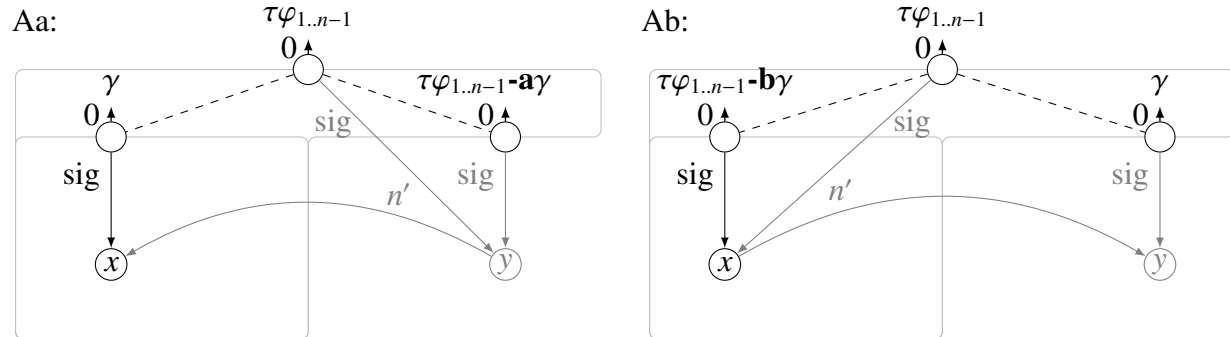 Aa:
τφ₁..ₙ₋₁
0
γ
0
τφ₁..ₙ₋₁-aγ
0
sig
sig
sig
n′
x
y
Ab:
τφ₁..ₙ₋₁
0
τφ₁..ₙ₋₁-bγ
0
γ
0
sig
sig
sig
n′
x
y